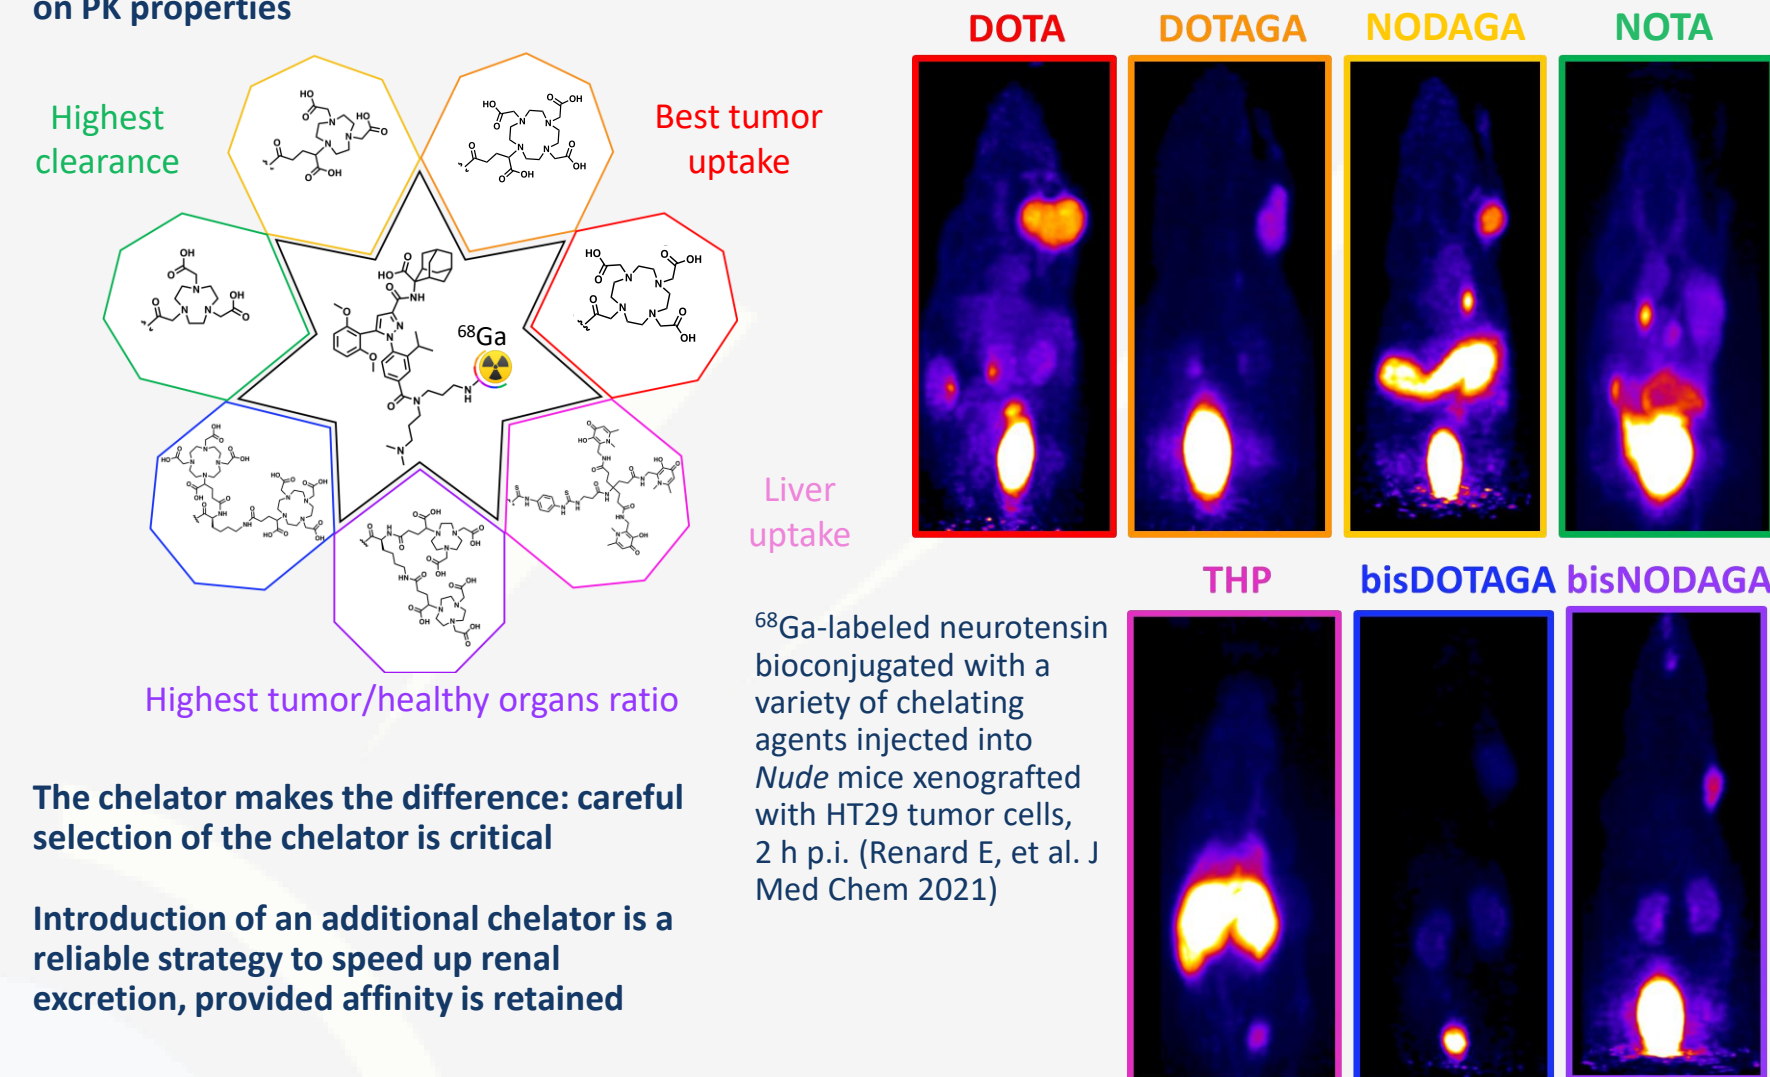 on PK properties
Highest
clearance
Best tumor
uptake
⁶⁸Ga
Liver
uptake
Highest tumor/healthy organs ratio
The chelator makes the difference: careful
selection of the chelator is critical
Introduction of an additional chelator is a
reliable strategy to speed up renal
excretion, provided affinity is retained
⁶⁸Ga-labeled neurotensin
bioconjugated with a
variety of chelating
agents injected into
Nude mice xenografted
with HT29 tumor cells,
2 h p.i. (Renard E, et al. J
Med Chem 2021)
DOTA
DOTAGA
NODAGA
NOTA
THP
bisDOTAGA
bisNODAGA